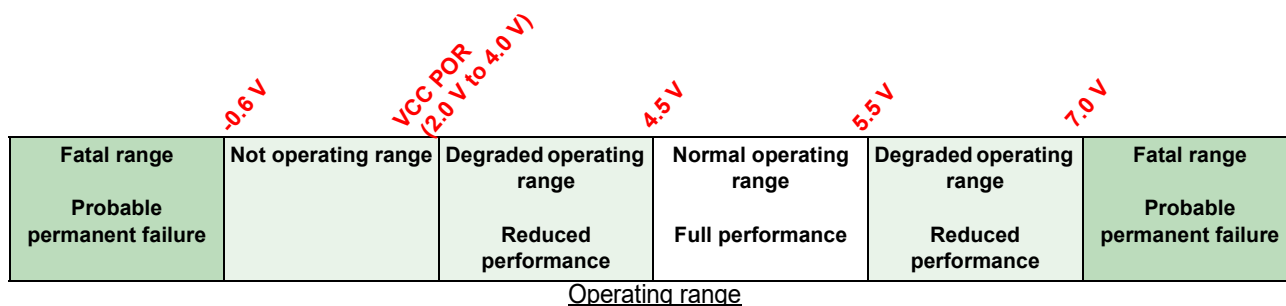 -0.6 V
VCC POR
(2.0 V to 4.0 V)
4.5 V
5.5 V
7.0 V
Fatal range
Probable
permanent failure
Not operating range
Degraded operating
range
Reduced
performance
Normal operating
range
Full performance
Degraded operating
range
Reduced
performance
Fatal range
Probable
permanent failure
Operating range